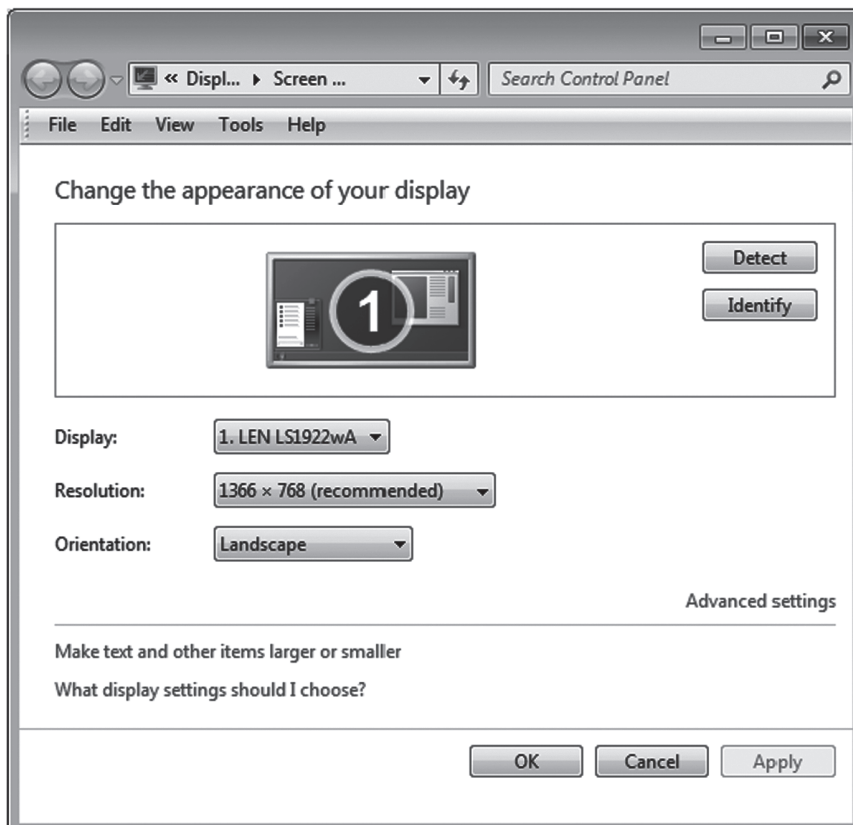 « Displ... ▸ Screen ... Search Control Panel
File Edit View Tools Help
Change the appearance of your display
1
Detect
Identify
Display: 1. LEN LS1922wA
Resolution: 1366 × 768 (recommended)
Orientation: Landscape
Advanced settings
Make text and other items larger or smaller
What display settings should I choose?
OK Cancel Apply